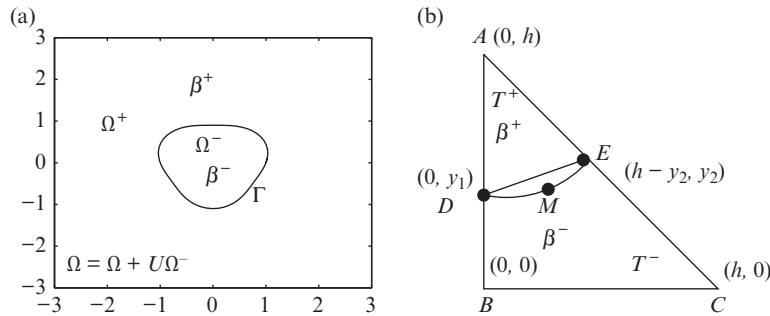 (a)
3
2
1
0
−1
−2
−3
β⁺
Ω⁺
Ω⁻
β⁻
Γ
Ω = Ω + UΩ⁻
−3 −2 −1 0 1 2 3
(b)
A (0, h)
T⁺
β⁺
E
(0, y₁)
(h − y₂, y₂)
D
M
β⁻
(0, 0)
T⁻
(h, 0)
B
C